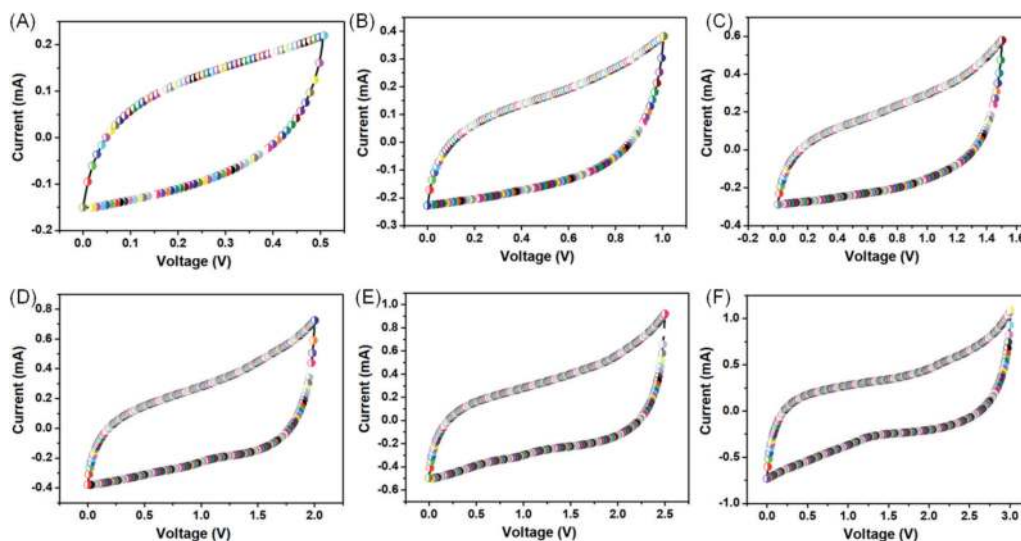 (A)
Current (mA)
0.2
0.1
0.0
-0.1
-0.2
0.0 0.1 0.2 0.3 0.4 0.5
Voltage (V)
(B)
Current (mA)
0.4
0.3
0.2
0.1
0.0
-0.1
-0.2
-0.3
0.0 0.2 0.4 0.6 0.8 1.0
Voltage (V)
(C)
Current (mA)
0.6
0.4
0.2
0.0
-0.2
-0.4
-0.2 0.0 0.2 0.4 0.6 0.8 1.0 1.2 1.4 1.6
Voltage (V)
(D)
Current (mA)
0.8
0.6
0.4
0.2
0.0
-0.2
-0.4
0.0 0.5 1.0 1.5 2.0
Voltage (V)
(E)
Current (mA)
1.0
0.8
0.6
0.4
0.2
0.0
-0.2
-0.4
-0.6
0.0 0.5 1.0 1.5 2.0 2.5
Voltage (V)
(F)
Current (mA)
1.0
0.5
0.0
-0.5
-1.0
0.0 0.5 1.0 1.5 2.0 2.5 3.0
Voltage (V)